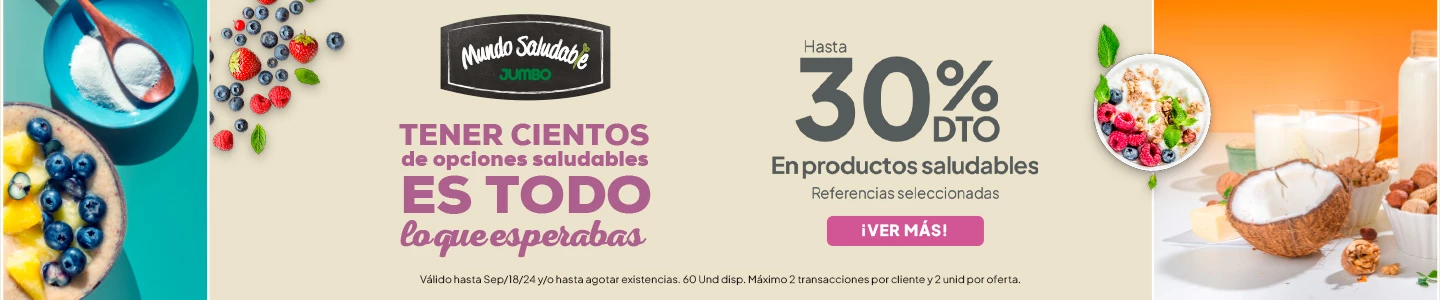 Mundo Saludable
JUMBO
TENER CIENTOS
de opciones saludables
ES TODO
lo que esperabas
Hasta
30% DTO
En productos saludables
Referencias seleccionadas
¡VER MÁS!
Válido hasta Sep/18/24 y/o hasta agotar existencias. 60 Und disp. Máximo 2 transacciones por cliente y 2 unid por oferta.